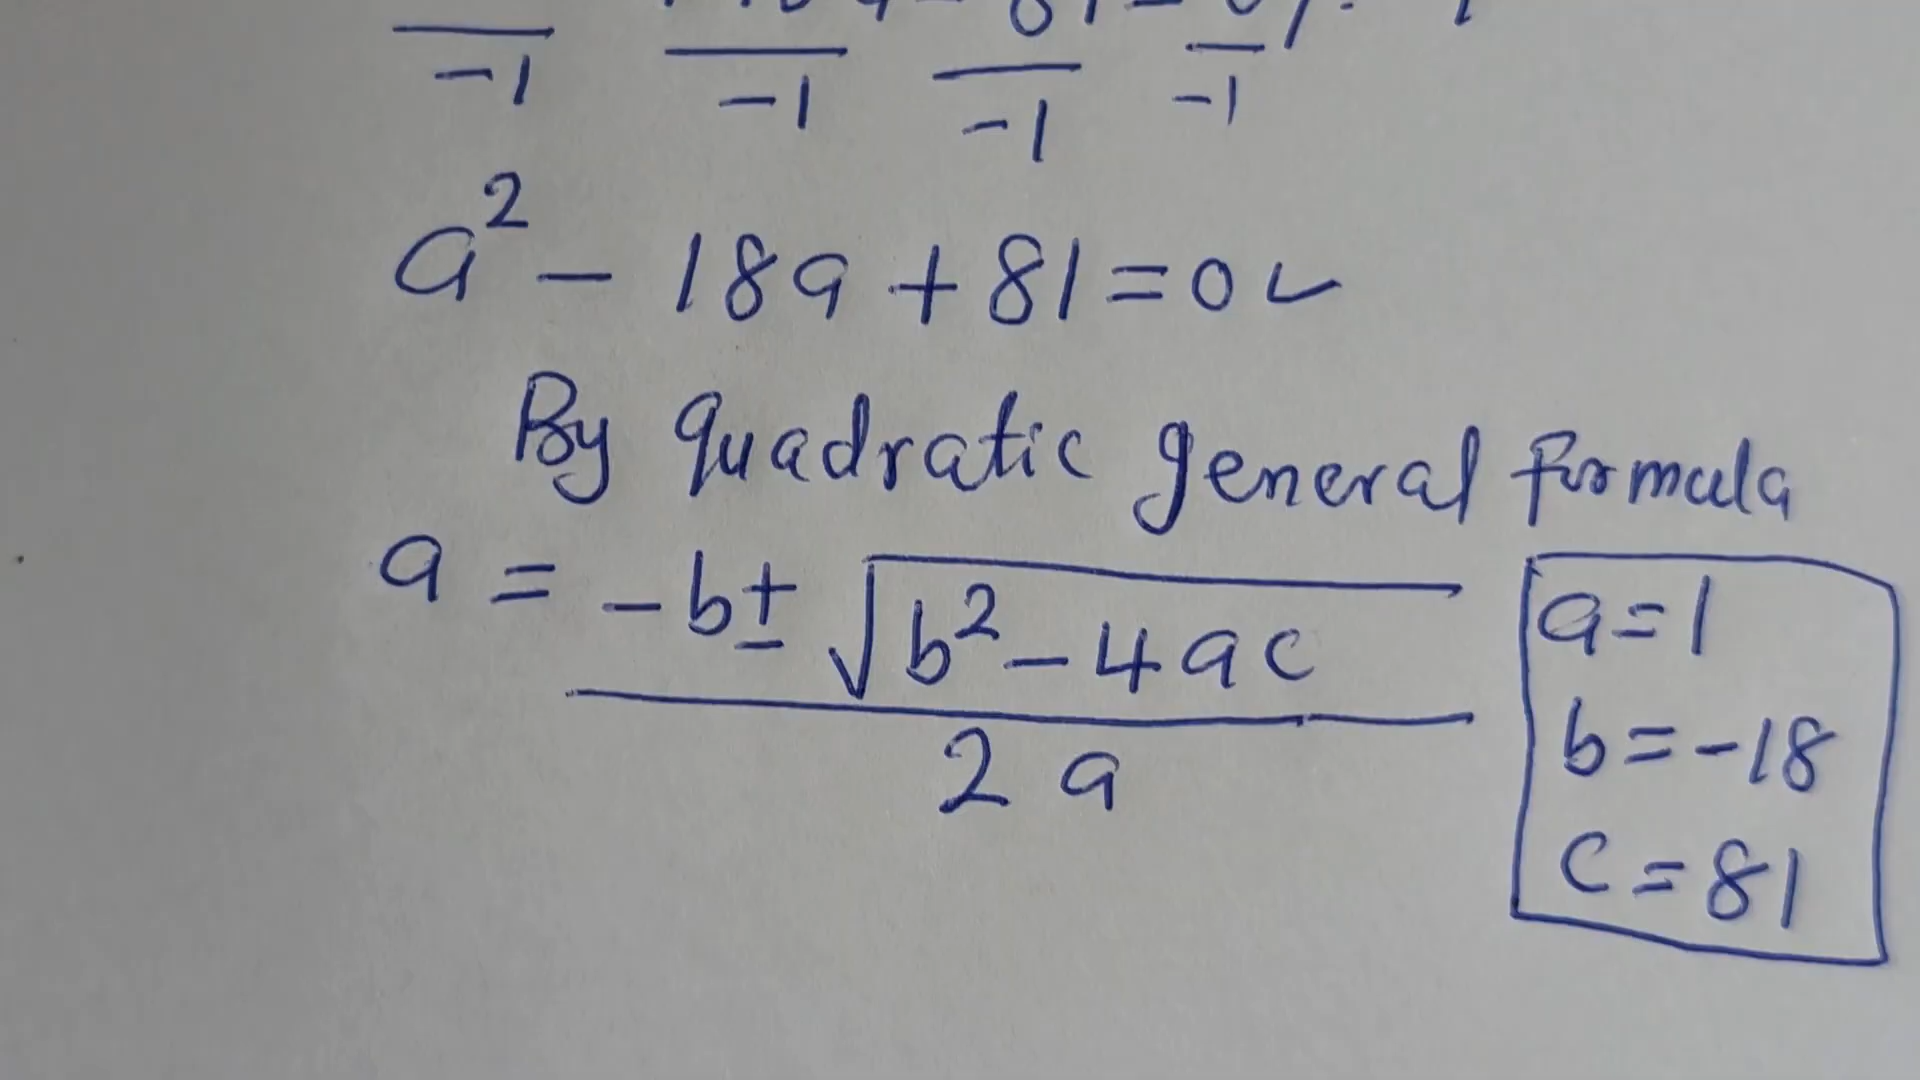 -1 -1 -1 -1
a² - 18a + 81 = 0 ✓
By quadratic general formula
a = -b ± √b² - 4ac
2a
a = 1
b = -18
c = 81